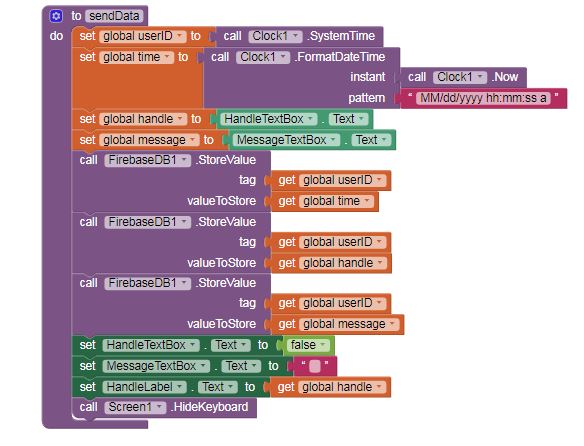 to sendData
do set global userID to call Clock1 .SystemTime
set global time to call Clock1 .FormatDateTime
instant call Clock1 .Now
pattern " MM/dd/yyyy hh:mm:ss a "
set global handle to HandleTextBox . Text
set global message to MessageTextBox . Text
call FirebaseDB1 .StoreValue
tag get global userID
valueToStore get global time
call FirebaseDB1 .StoreValue
tag get global userID
valueToStore get global handle
call FirebaseDB1 .StoreValue
tag get global userID
valueToStore get global message
set HandleTextBox . Text to false
set MessageTextBox . Text to " "
set HandleLabel . Text to get global handle
call Screen1 .HideKeyboard